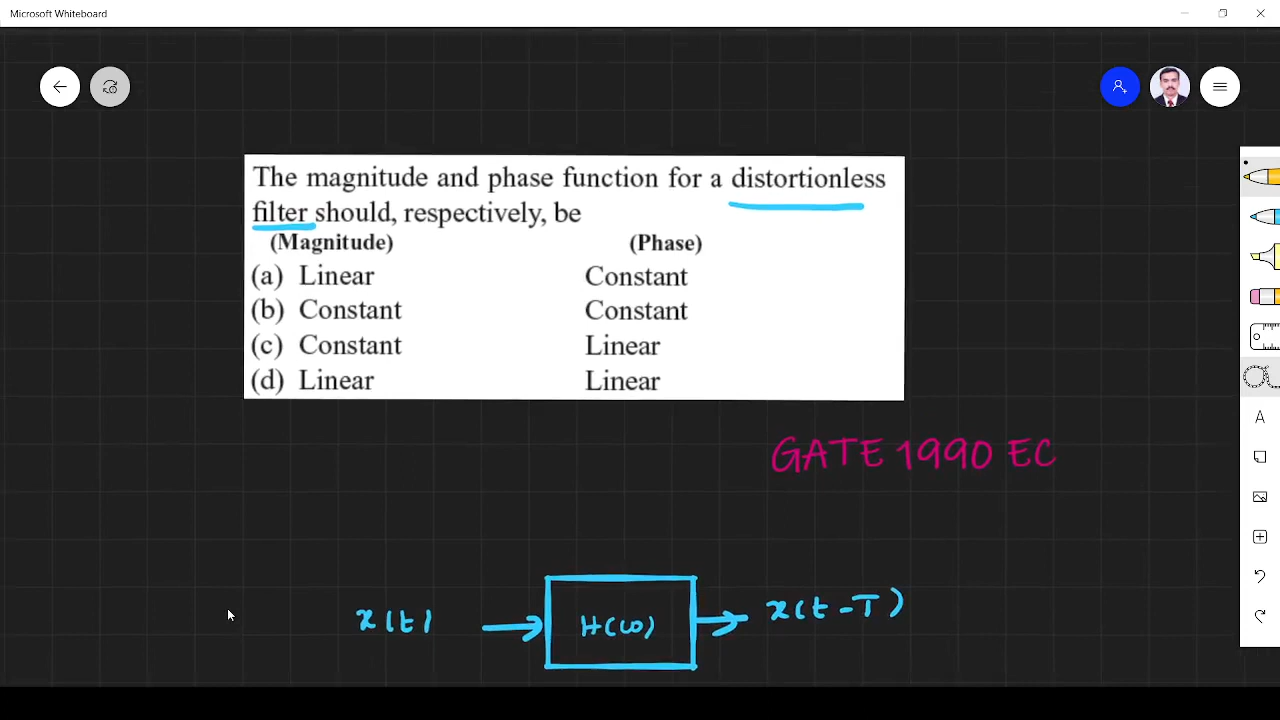 Microsoft Whiteboard
The magnitude and phase function for a distortionless
filter should, respectively, be
(Magnitude) (Phase)
(a) Linear Constant
(b) Constant Constant
(c) Constant Linear
(d) Linear Linear
GATE 1990 EC
x(t) H(ω) x(t-T)
A